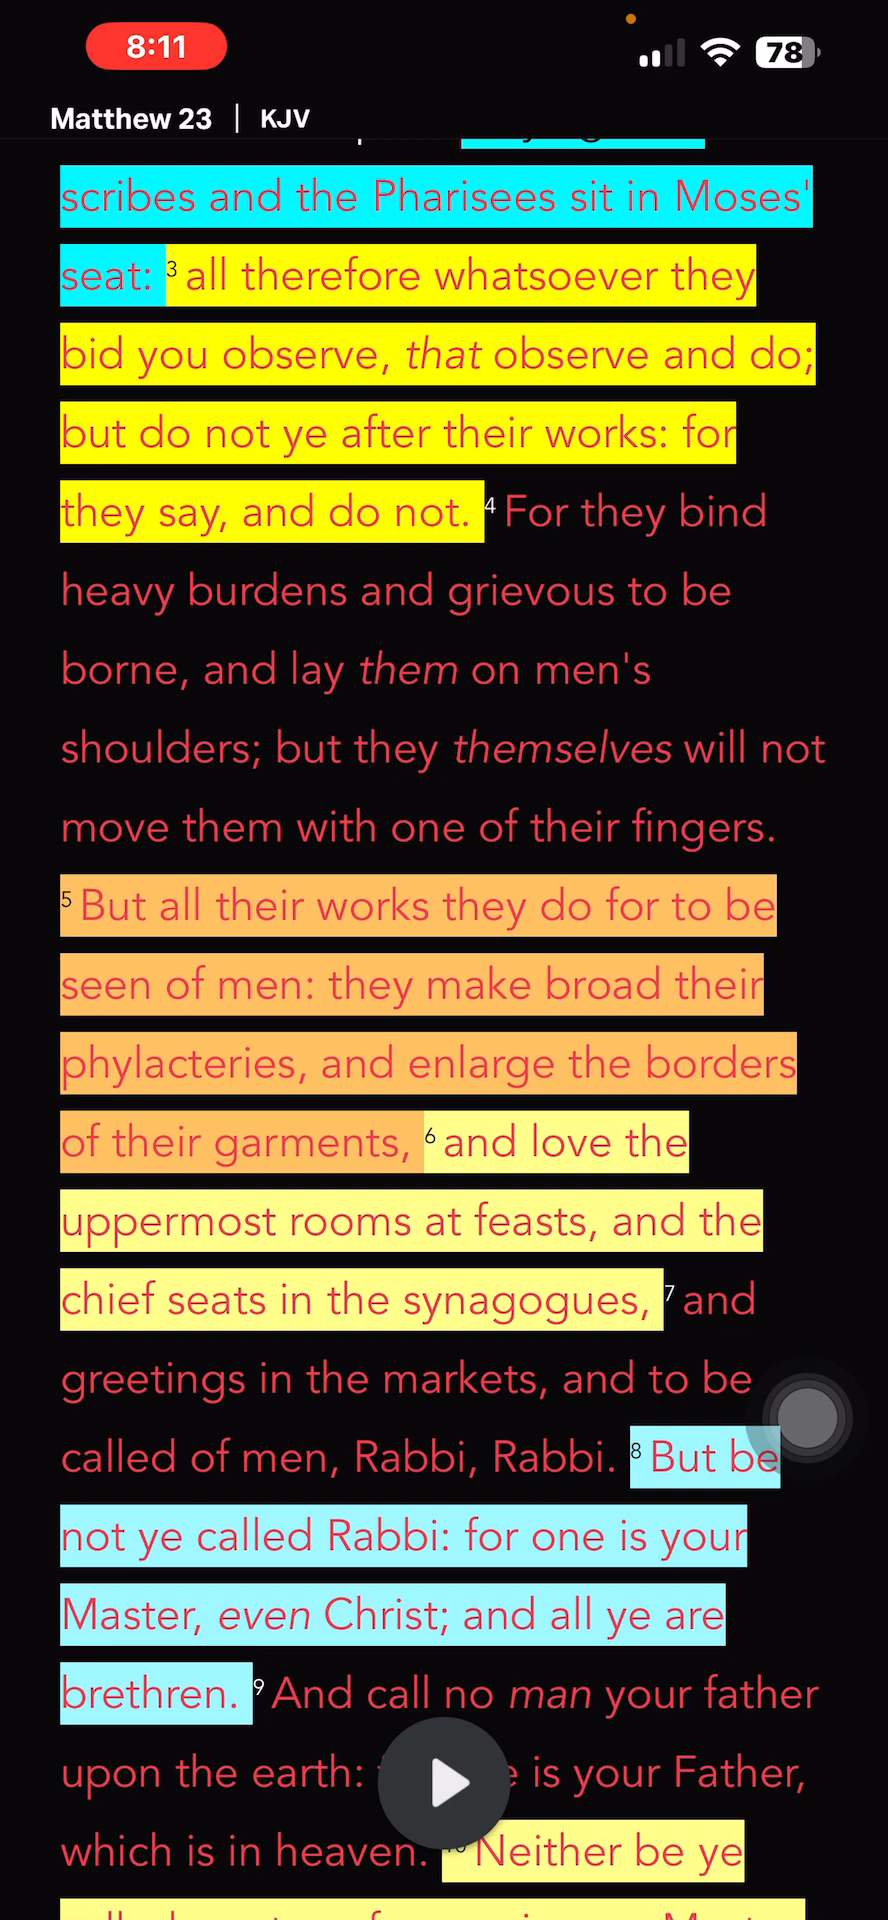 8:11
78
Matthew 23 | KJV
scribes and the Pharisees sit in Moses'
seat: 3 all therefore whatsoever they
bid you observe, that observe and do;
but do not ye after their works: for
they say, and do not. 4 For they bind
heavy burdens and grievous to be
borne, and lay them on men's
shoulders; but they themselves will not
move them with one of their fingers.
5 But all their works they do for to be
seen of men: they make broad their
phylacteries, and enlarge the borders
of their garments, 6 and love the
uppermost rooms at feasts, and the
chief seats in the synagogues, 7 and
greetings in the markets, and to be
called of men, Rabbi, Rabbi. 8 But be
not ye called Rabbi: for one is your
Master, even Christ; and all ye are
brethren. 9 And call no man your father
upon the earth: is your Father,
which is in heaven. Neither be ye